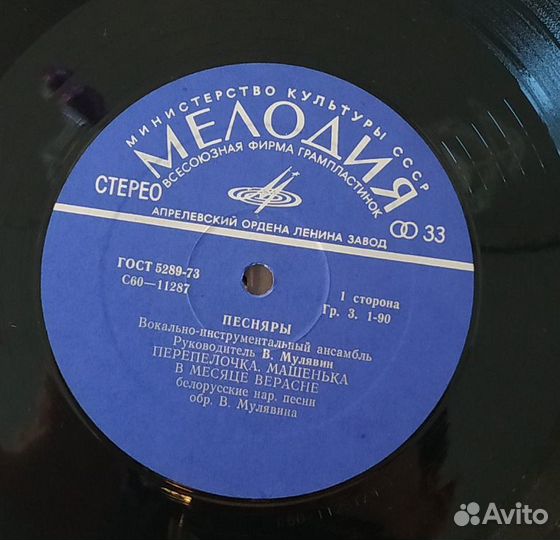 МИНИСТЕРСТВО КУЛЬТУРЫ СССР
МЕЛОДИЯ
ВСЕСОЮЗНАЯ ФИРМА ГРАМПЛАСТИНОК
СТЕРЕО
АПРЕЛЕВСКИЙ ОРДЕНА ЛЕНИНА ЗАВОД
33
ГОСТ 5289-73
С60—11287
1 сторона
Гр. 3. 1-90
ПЕСНЯРЫ
Вокально-инструментальный ансамбль
Руководитель В. Мулявин
ПЕРЕПЕЛОЧКА. МАШЕНЬКА
В МЕСЯЦЕ ВЕРАСНЕ
белорусские нар. песни
обр. В. Мулявина
Avito